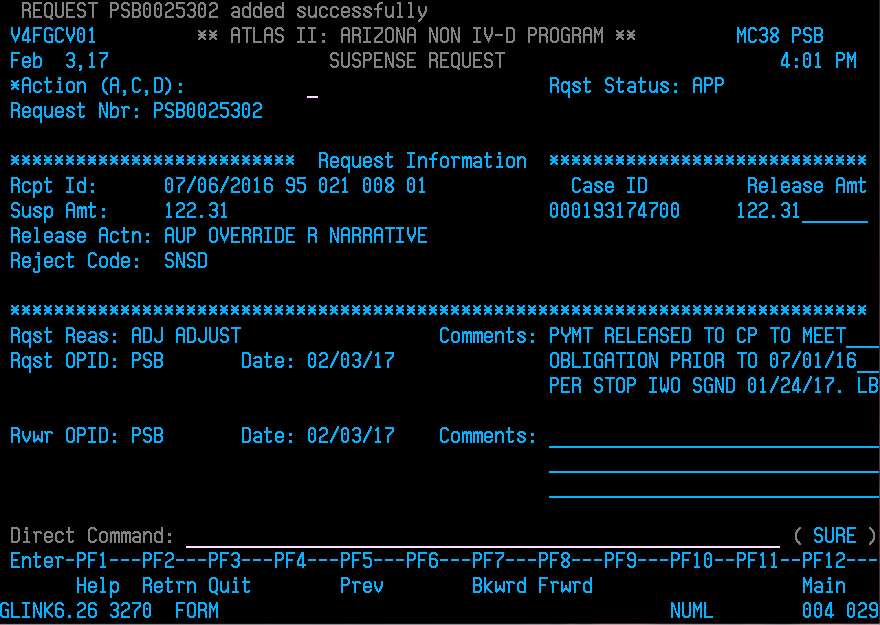 REQUEST PSB0025302 added successfully
V4FGCV01 ** ATLAS II: ARIZONA NON IV-D PROGRAM ** MC38 PSB
Feb 3,17 SUSPENSE REQUEST 4:01 PM
*Action (A,C,D): _ Rqst Status: APP
Request Nbr: PSB0025302
************************** Request Information *****************************
Rcpt Id: 07/06/2016 95 021 008 01 Case ID Release Amt
Susp Amt: 122.31 000193174700 122.31______
Release Actn: AUP OVERRIDE R NARRATIVE
Reject Code: SNSD
******************************************************************************
Rqst Reas: ADJ ADJUST Comments: PYMT RELEASED TO CP TO MEET___
Rqst OPID: PSB Date: 02/03/17 OBLIGATION PRIOR TO 07/01/16__
PER STOP IWO SGND 01/24/17. LB
Rvwr OPID: PSB Date: 02/03/17 Comments: ______________________________
______________________________
______________________________
Direct Command: ______________________________________________________ ( SURE )
Enter-PF1---PF2---PF3---PF4---PF5---PF6---PF7---PF8---PF9---PF10--PF11--PF12---
Help Retrn Quit Prev Bkwrd Frwrd Main
GLINK6.26 3270 FORM NUML 004 029